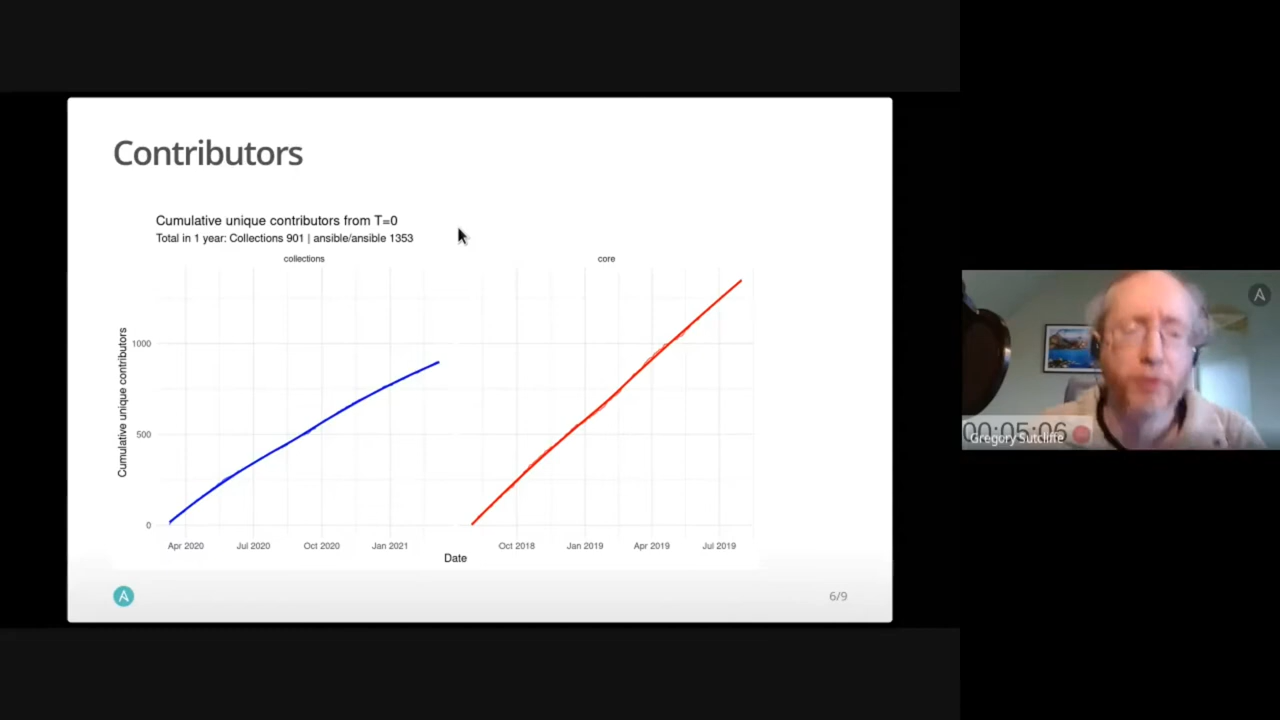 Contributors
Cumulative unique contributors from T=0
Total in 1 year: Collections 901 | ansible/ansible 1353
collections
core
Cumulative unique contributors
1000
500
0
Apr 2020
Jul 2020
Oct 2020
Jan 2021
Oct 2018
Jan 2019
Apr 2019
Jul 2019
Date
A
6/9
A
00:05:06
Gregory Sutcliffe